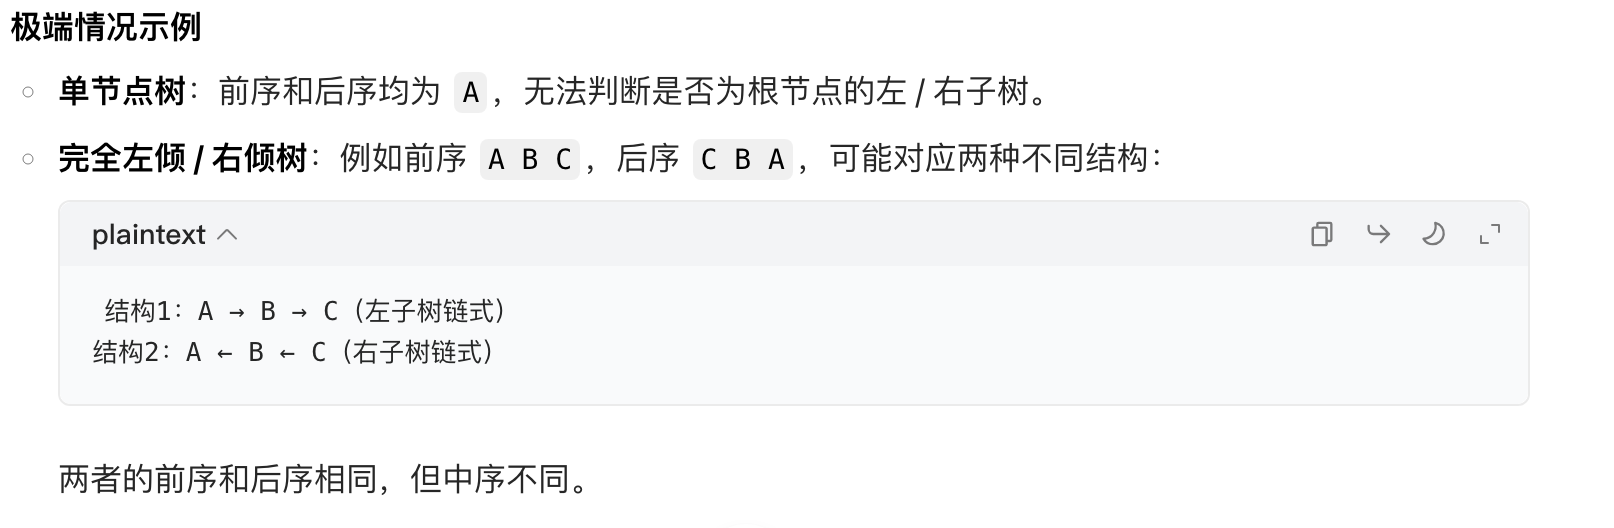 极端情况示例
单节点树：前序和后序均为 A，无法判断是否为根节点的左 / 右子树。
完全左倾 / 右倾树：例如前序 A B C，后序 C B A，可能对应两种不同结构：
plaintext
结构1：A → B → C（左子树链式）
结构2：A ← B ← C（右子树链式）
两者的前序和后序相同，但中序不同。